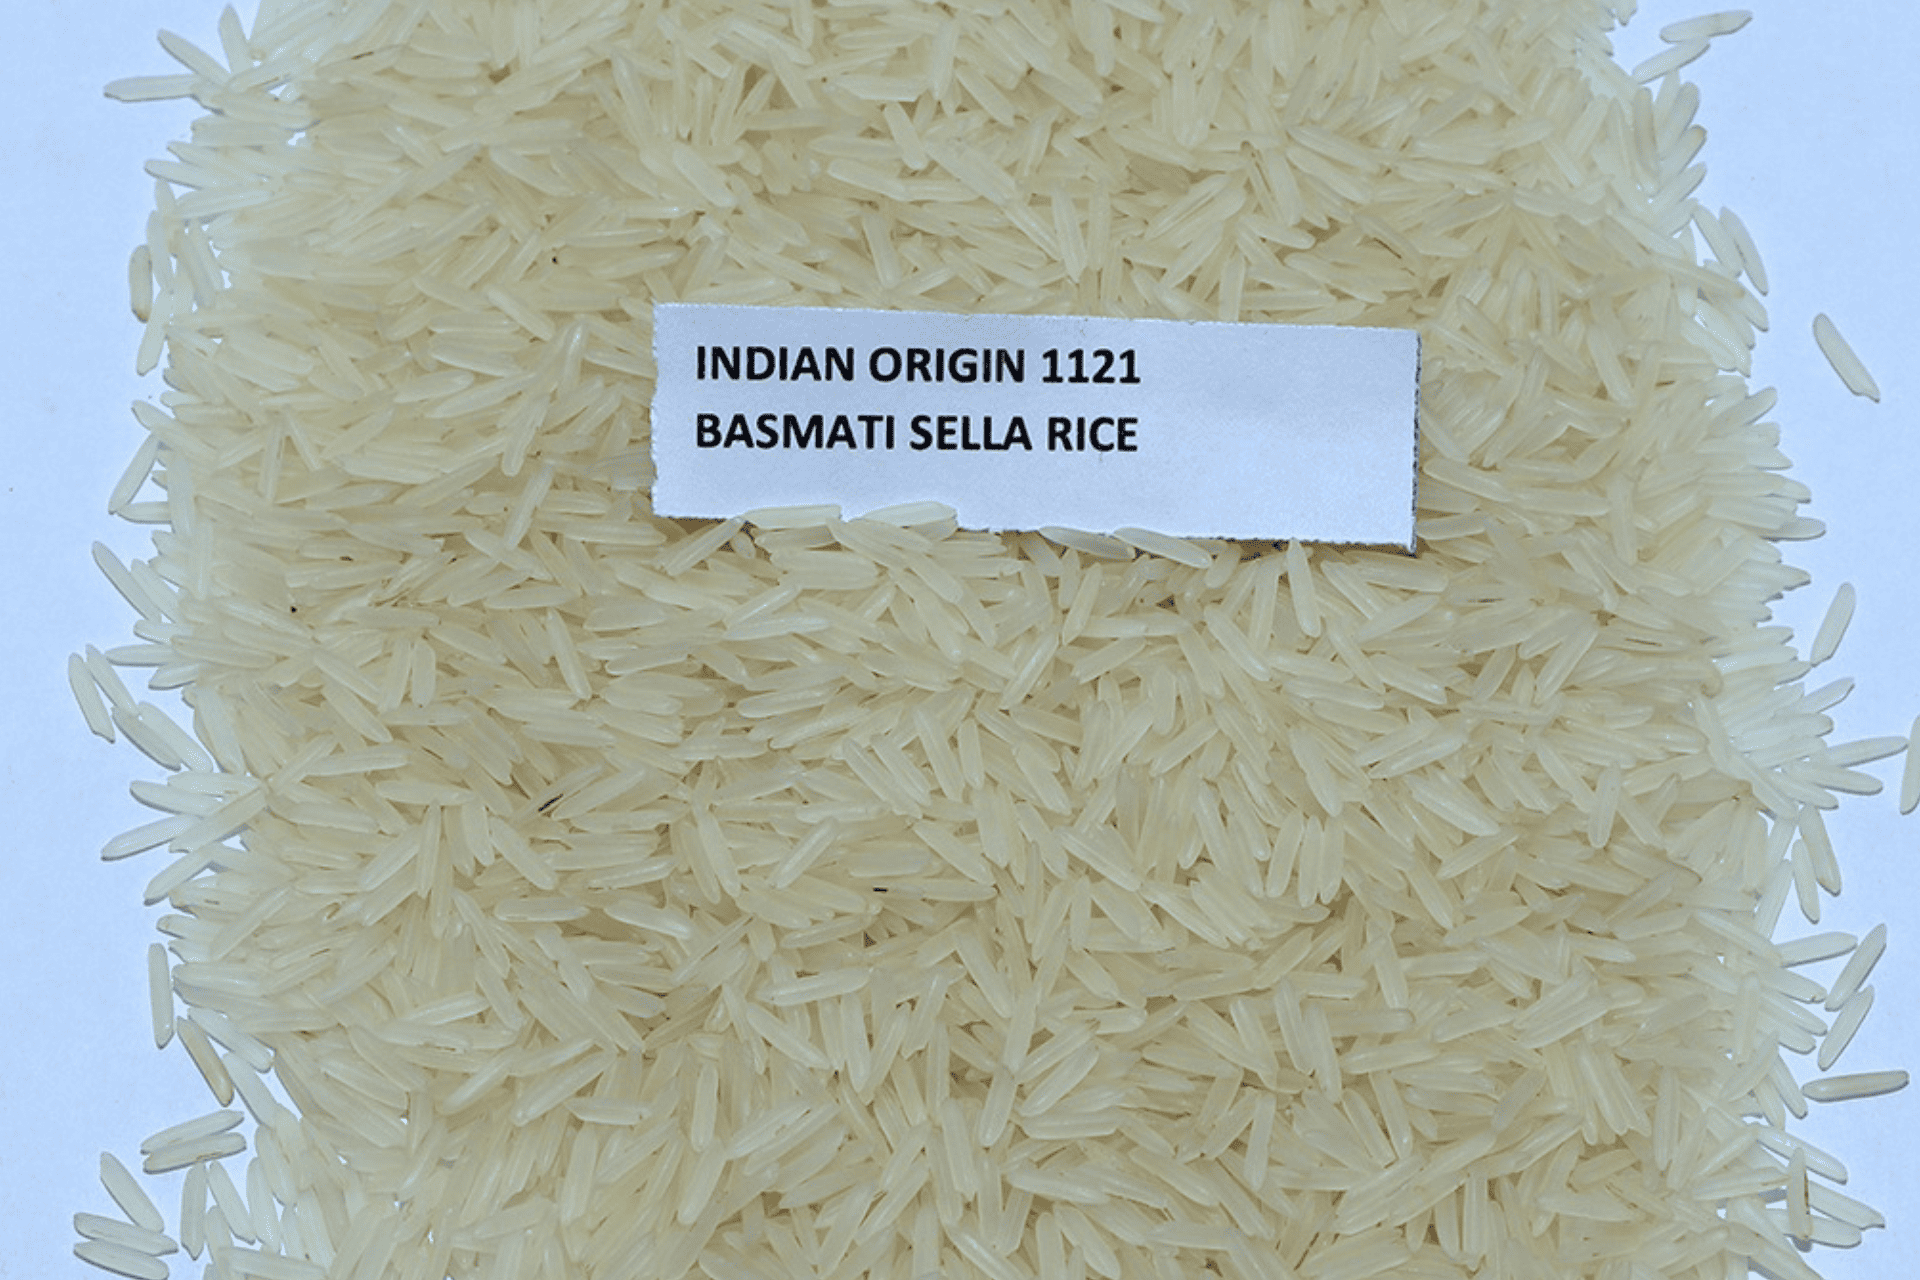 INDIAN ORIGIN 1121
BASMATI SELLA RICE